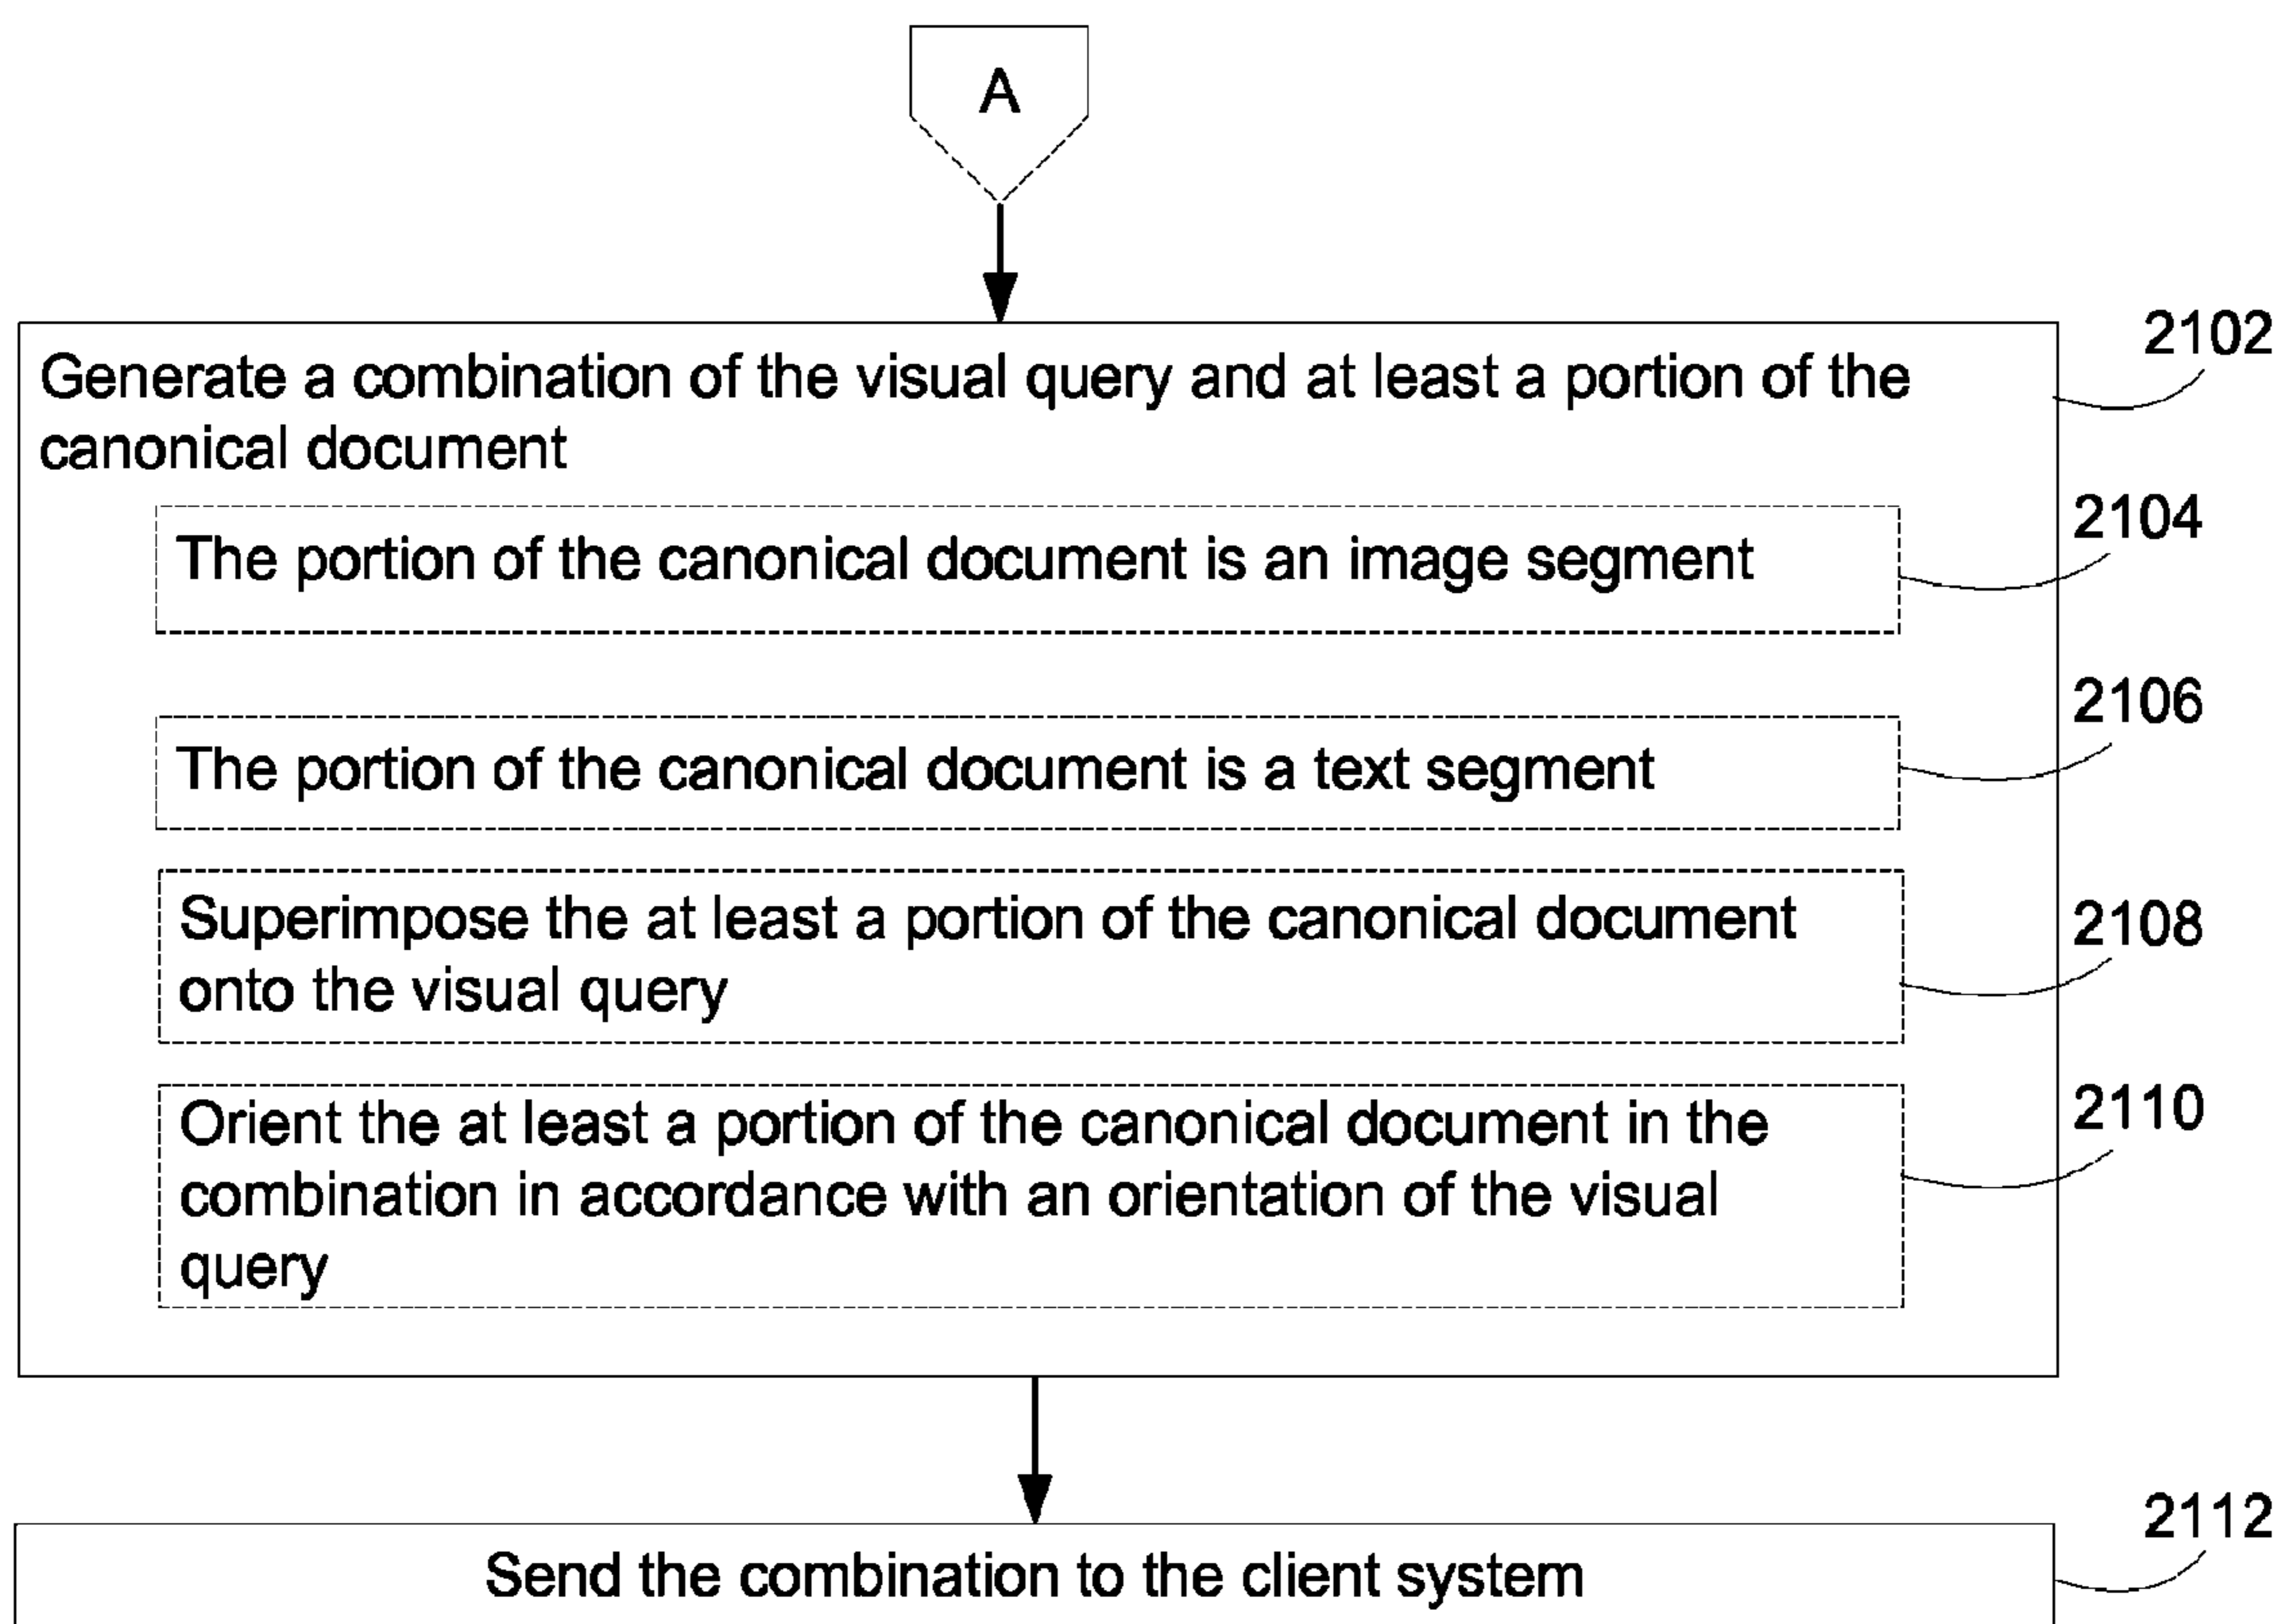 A
2102
Generate a combination of the visual query and at least a portion of the
canonical document
2104
The portion of the canonical document is an image segment
2106
The portion of the canonical document is a text segment
Superimpose the at least a portion of the canonical document
2108
onto the visual query
2110
Orient the at least a portion of the canonical document in the
combination in accordance with an orientation of the visual
query
2112
Send the combination to the client system